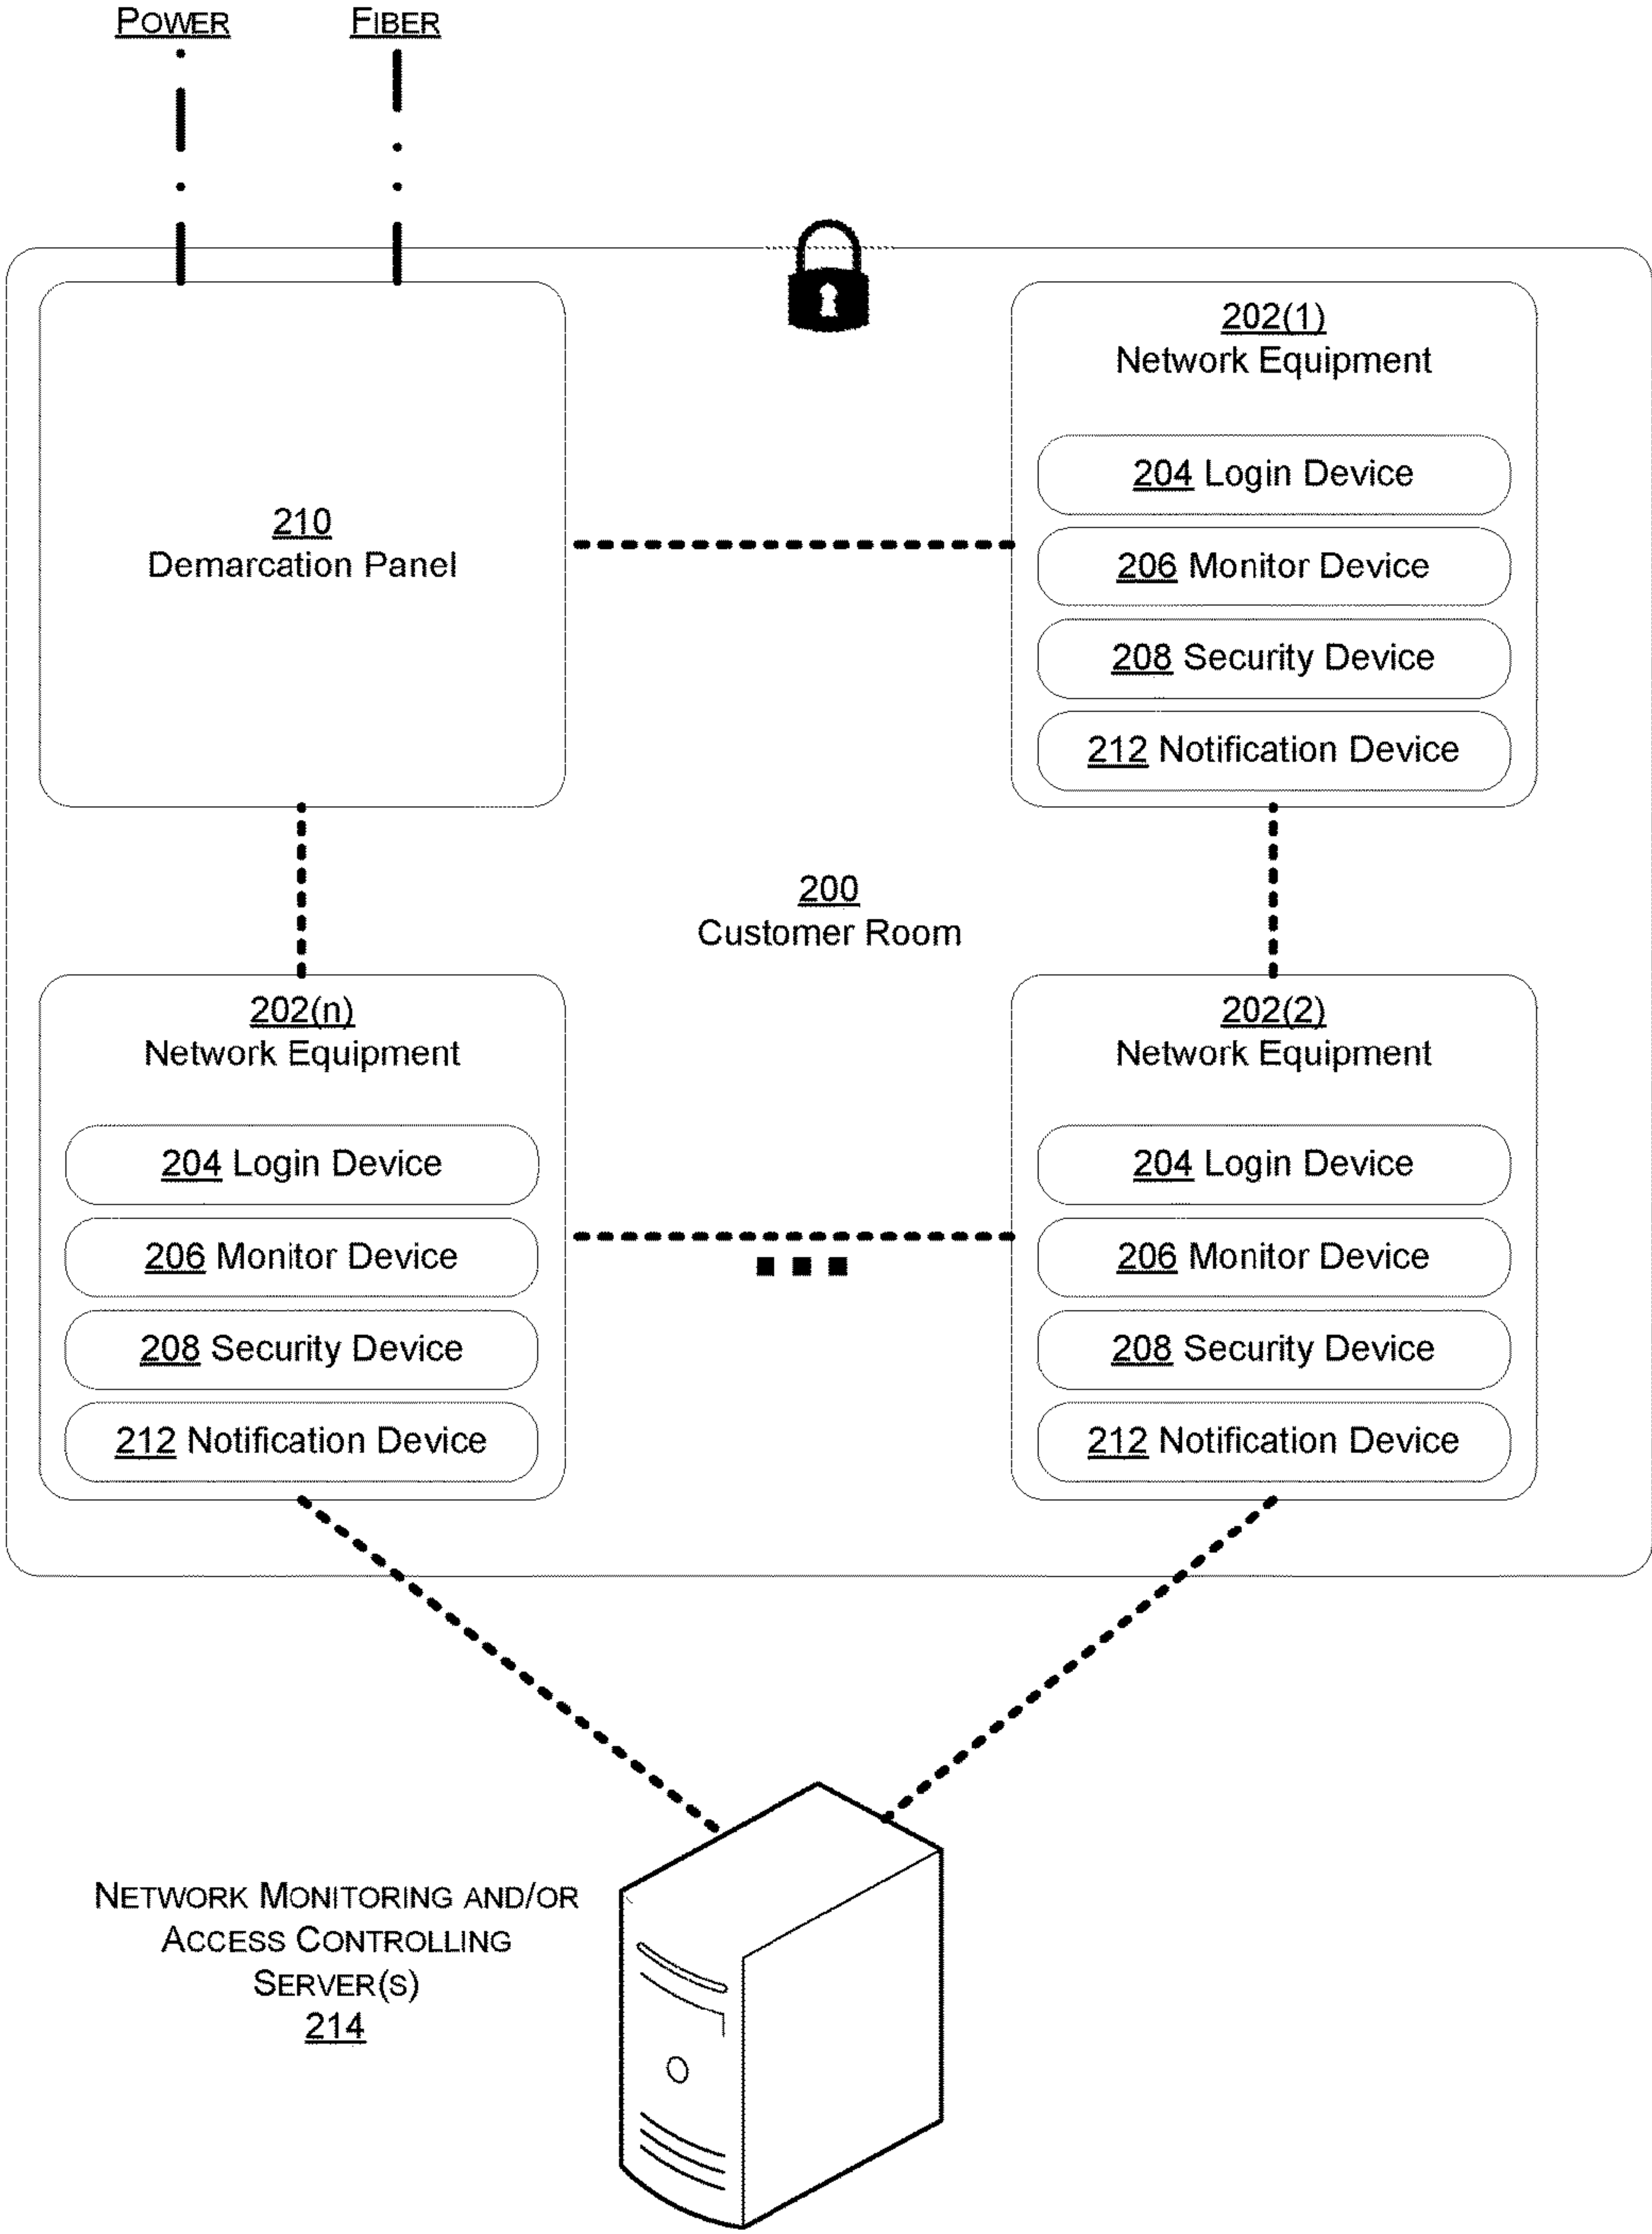 POWER
FIBER
210
Demarcation Panel
202(1)
Network Equipment
204 Login Device
206 Monitor Device
208 Security Device
212 Notification Device
200
Customer Room
202(n)
Network Equipment
204 Login Device
206 Monitor Device
208 Security Device
212 Notification Device
202(2)
Network Equipment
204 Login Device
206 Monitor Device
208 Security Device
212 Notification Device
NETWORK MONITORING AND/OR
ACCESS CONTROLLING
SERVER(S)
214